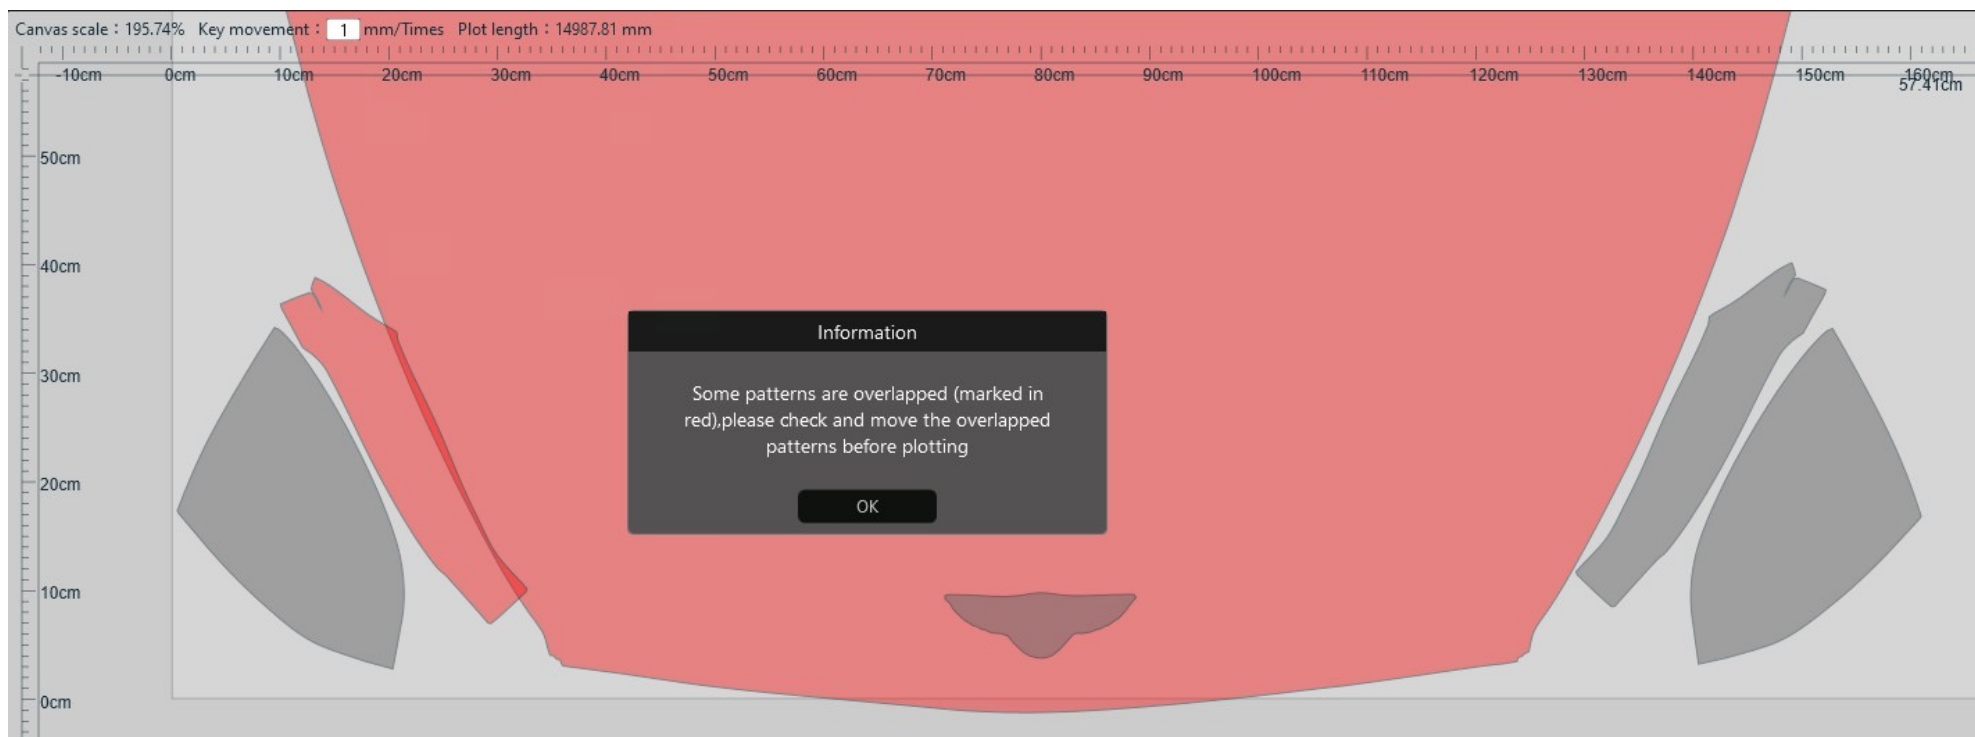 Canvas scale : 195.74% Key movement : 1 mm/Times Plot length : 14987.81 mm
-10cm 0cm 10cm 20cm 30cm 40cm 50cm 60cm 70cm 80cm 90cm 100cm 110cm 120cm 130cm 140cm 150cm 160cm
57.41cm
50cm
40cm
30cm
20cm
10cm
0cm
Information
Some patterns are overlapped (marked in
red),please check and move the overlapped
patterns before plotting
OK